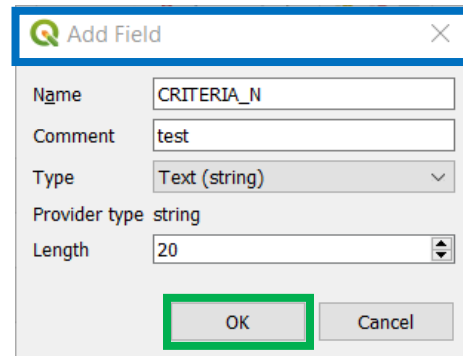 Add Field
Name CRITERIA_N
Comment test
Type Text (string)
Provider type string
Length 20
OK Cancel